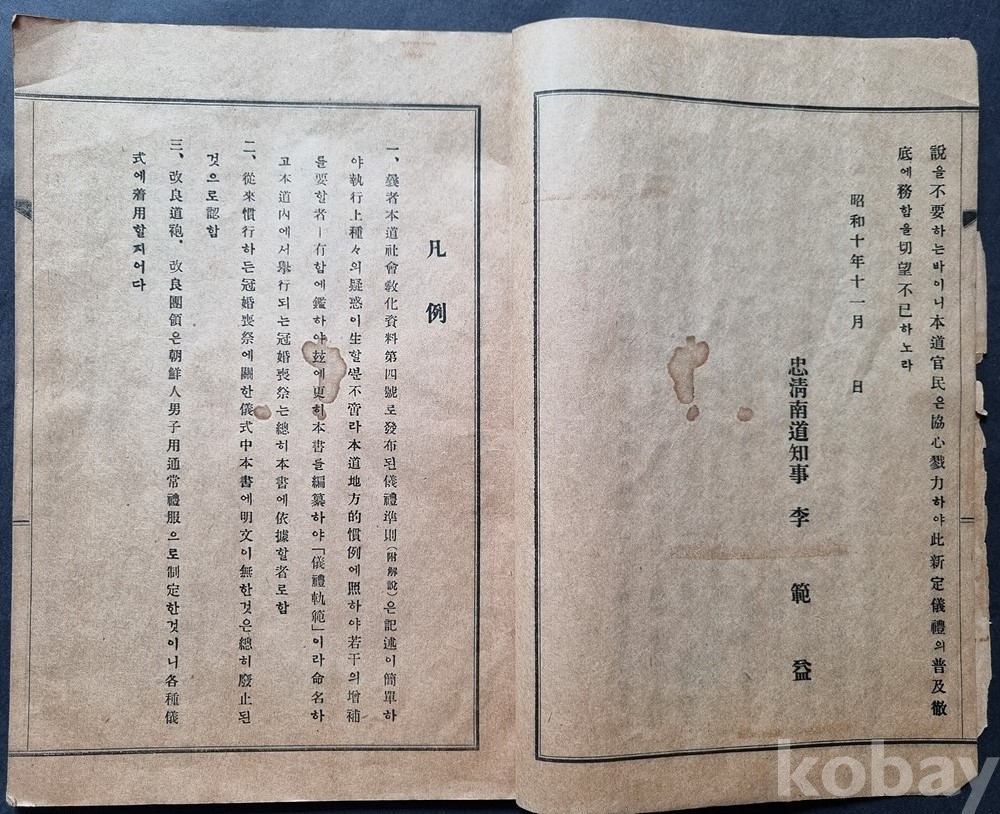 說을不要하는바이니本道官民은協心戮力하야此新定儀禮의普及徹
底에務함을切望不已하노라
昭和十年十一月　日
忠淸南道知事　李範益
凡例
一、曩者本道社會敎化資料第四號로發布된儀禮準則(附解說)은記述이簡單하
야執行上種々의疑惑이生할뿐不啻라本道地方的慣例에照하야若干의增補
를要할者ㅣ有함에鑑하야玆에更히本書를編纂하야「儀禮軌範」이라命名하
고本道內에서擧行되는冠婚喪祭는總히本書에依據할者로함
二、從來慣行하든冠婚喪祭에關한儀式中本書에明文이無한것은總히廢止된
것으로認함
三、改良道袍、改良團領은朝鮮人男子用通常禮服으로制定한것이니各種儀
式에着用할지어다
kobay